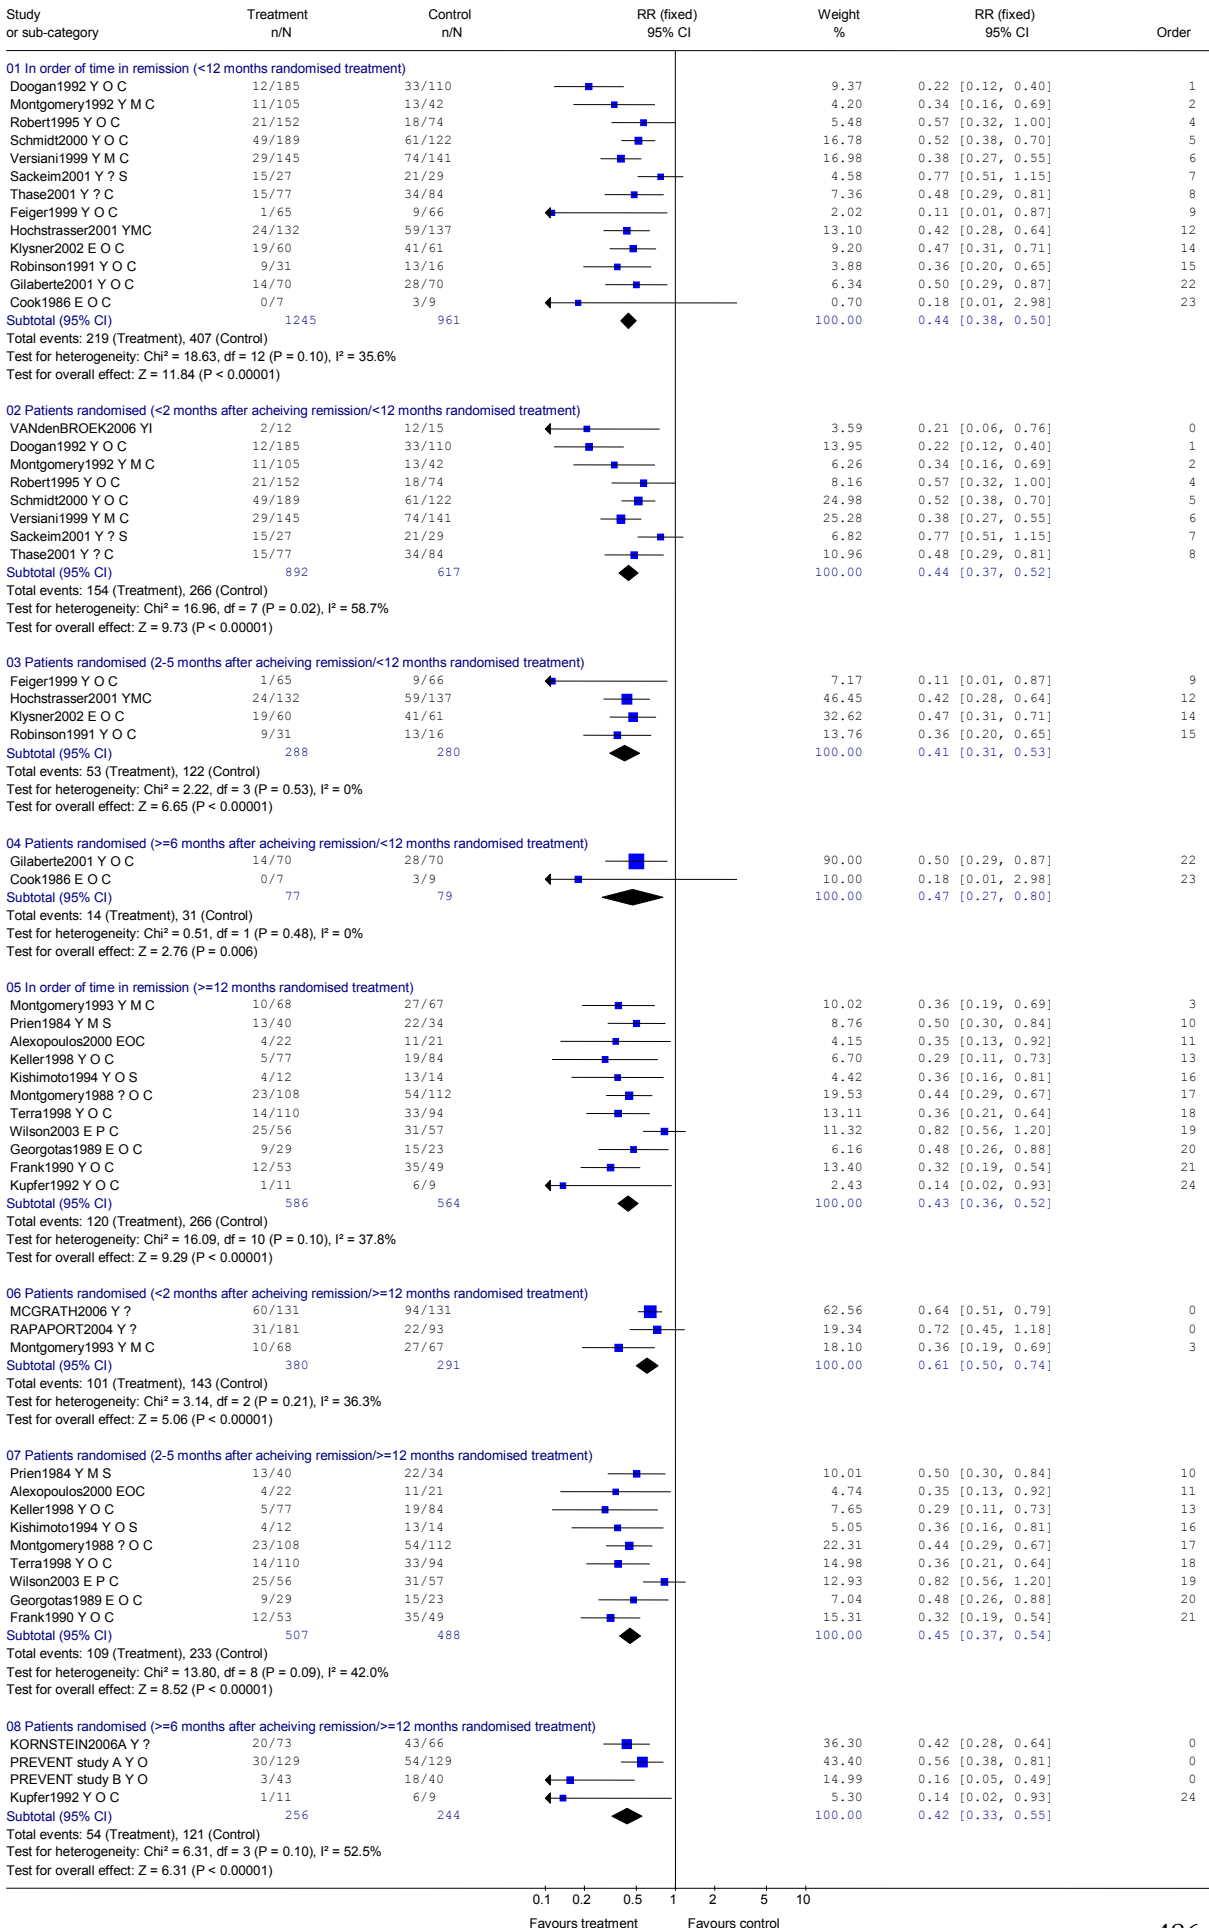 Study Treatment Control RR (fixed) Weight RR (fixed)
or sub-category n/N n/N 95% CI % 95% CI Order
01 In order of time in remission (<12 months randomised treatment)
Doogan1992 Y O C 12/185 33/110 9.37 0.22 [0.12, 0.40] 1
Montgomery1992 Y M C 11/105 13/42 4.20 0.34 [0.16, 0.69] 2
Robert1995 Y O C 21/152 18/74 5.48 0.57 [0.32, 1.00] 4
Schmidt2000 Y O C 49/189 61/122 16.78 0.52 [0.38, 0.70] 5
Versiani1999 Y M C 29/145 74/141 16.98 0.38 [0.27, 0.55] 6
Sackeim2001 Y ? S 15/27 21/29 4.58 0.77 [0.51, 1.15] 7
Thase2001 Y ? C 15/77 34/84 7.36 0.48 [0.29, 0.81] 8
Feiger1999 Y O C 1/65 9/66 2.02 0.11 [0.01, 0.87] 9
Hochstrasser2001 YMC 24/132 59/137 13.10 0.42 [0.28, 0.64] 12
Klysner2002 E O C 19/60 41/61 9.20 0.47 [0.31, 0.71] 14
Robinson1991 Y O C 9/31 13/16 3.88 0.36 [0.20, 0.65] 15
Gilaberte2001 Y O C 14/70 28/70 6.34 0.50 [0.29, 0.87] 22
Cook1986 E O C 0/7 3/9 0.70 0.18 [0.01, 2.98] 23
Subtotal (95% CI) 1245 961 100.00 0.44 [0.38, 0.50]
Total events: 219 (Treatment), 407 (Control)
Test for heterogeneity: Chi² = 18.63, df = 12 (P = 0.10), I² = 35.6%
Test for overall effect: Z = 11.84 (P < 0.00001)
02 Patients randomised (<2 months after acheiving remission/<12 months randomised treatment)
VANdenBROEK2006 YI 2/12 12/15 3.59 0.21 [0.06, 0.76] 0
Doogan1992 Y O C 12/185 33/110 13.95 0.22 [0.12, 0.40] 1
Montgomery1992 Y M C 11/105 13/42 6.26 0.34 [0.16, 0.69] 2
Robert1995 Y O C 21/152 18/74 8.16 0.57 [0.32, 1.00] 4
Schmidt2000 Y O C 49/189 61/122 24.98 0.52 [0.38, 0.70] 5
Versiani1999 Y M C 29/145 74/141 25.28 0.38 [0.27, 0.55] 6
Sackeim2001 Y ? S 15/27 21/29 6.82 0.77 [0.51, 1.15] 7
Thase2001 Y ? C 15/77 34/84 10.96 0.48 [0.29, 0.81] 8
Subtotal (95% CI) 892 617 100.00 0.44 [0.37, 0.52]
Total events: 154 (Treatment), 266 (Control)
Test for heterogeneity: Chi² = 16.96, df = 7 (P = 0.02), I² = 58.7%
Test for overall effect: Z = 9.73 (P < 0.00001)
03 Patients randomised (2-5 months after acheiving remission/<12 months randomised treatment)
Feiger1999 Y O C 1/65 9/66 7.17 0.11 [0.01, 0.87] 9
Hochstrasser2001 YMC 24/132 59/137 46.45 0.42 [0.28, 0.64] 12
Klysner2002 E O C 19/60 41/61 32.62 0.47 [0.31, 0.71] 14
Robinson1991 Y O C 9/31 13/16 13.76 0.36 [0.20, 0.65] 15
Subtotal (95% CI) 288 280 100.00 0.41 [0.31, 0.53]
Total events: 53 (Treatment), 122 (Control)
Test for heterogeneity: Chi² = 2.22, df = 3 (P = 0.53), I² = 0%
Test for overall effect: Z = 6.65 (P < 0.00001)
04 Patients randomised (>=6 months after acheiving remission/<12 months randomised treatment)
Gilaberte2001 Y O C 14/70 28/70 90.00 0.50 [0.29, 0.87] 22
Cook1986 E O C 0/7 3/9 10.00 0.18 [0.01, 2.98] 23
Subtotal (95% CI) 77 79 100.00 0.47 [0.27, 0.80]
Total events: 14 (Treatment), 31 (Control)
Test for heterogeneity: Chi² = 0.51, df = 1 (P = 0.48), I² = 0%
Test for overall effect: Z = 2.76 (P = 0.006)
05 In order of time in remission (>=12 months randomised treatment)
Montgomery1993 Y M C 10/68 27/67 10.02 0.36 [0.19, 0.69] 3
Prien1984 Y M S 13/40 22/34 8.76 0.50 [0.30, 0.84] 10
Alexopoulos2000 EOC 4/22 11/21 4.15 0.35 [0.13, 0.92] 11
Keller1998 Y O C 5/77 19/84 6.70 0.29 [0.11, 0.73] 13
Kishimoto1994 Y O S 4/12 13/14 4.42 0.36 [0.16, 0.81] 16
Montgomery1988 ? O C 23/108 54/112 19.53 0.44 [0.29, 0.67] 17
Terra1998 Y O C 14/110 33/94 13.11 0.36 [0.21, 0.64] 18
Wilson2003 E P C 25/56 31/57 11.32 0.82 [0.56, 1.20] 19
Georgotas1989 E O C 9/29 15/23 6.16 0.48 [0.26, 0.88] 20
Frank1990 Y O C 12/53 35/49 13.40 0.32 [0.19, 0.54] 21
Kupfer1992 Y O C 1/11 6/9 2.43 0.14 [0.02, 0.93] 24
Subtotal (95% CI) 586 564 100.00 0.43 [0.36, 0.52]
Total events: 120 (Treatment), 266 (Control)
Test for heterogeneity: Chi² = 16.09, df = 10 (P = 0.10), I² = 37.8%
Test for overall effect: Z = 9.29 (P < 0.00001)
06 Patients randomised (<2 months after acheiving remission/>=12 months randomised treatment)
MCGRATH2006 Y ? 60/131 94/131 62.56 0.64 [0.51, 0.79] 0
RAPAPORT2004 Y ? 31/181 22/93 19.34 0.72 [0.45, 1.18] 0
Montgomery1993 Y M C 10/68 27/67 18.10 0.36 [0.19, 0.69] 3
Subtotal (95% CI) 380 291 100.00 0.61 [0.50, 0.74]
Total events: 101 (Treatment), 143 (Control)
Test for heterogeneity: Chi² = 3.14, df = 2 (P = 0.21), I² = 36.3%
Test for overall effect: Z = 5.06 (P < 0.00001)
07 Patients randomised (2-5 months after acheiving remission/>=12 months randomised treatment)
Prien1984 Y M S 13/40 22/34 10.01 0.50 [0.30, 0.84] 10
Alexopoulos2000 EOC 4/22 11/21 4.74 0.35 [0.13, 0.92] 11
Keller1998 Y O C 5/77 19/84 7.65 0.29 [0.11, 0.73] 13
Kishimoto1994 Y O S 4/12 13/14 5.05 0.36 [0.16, 0.81] 16
Montgomery1988 ? O C 23/108 54/112 22.31 0.44 [0.29, 0.67] 17
Terra1998 Y O C 14/110 33/94 14.98 0.36 [0.21, 0.64] 18
Wilson2003 E P C 25/56 31/57 12.93 0.82 [0.56, 1.20] 19
Georgotas1989 E O C 9/29 15/23 7.04 0.48 [0.26, 0.88] 20
Frank1990 Y O C 12/53 35/49 15.31 0.32 [0.19, 0.54] 21
Subtotal (95% CI) 507 488 100.00 0.45 [0.37, 0.54]
Total events: 109 (Treatment), 233 (Control)
Test for heterogeneity: Chi² = 13.80, df = 8 (P = 0.09), I² = 42.0%
Test for overall effect: Z = 8.52 (P < 0.00001)
08 Patients randomised (>=6 months after acheiving remission/>=12 months randomised treatment)
KORNSTEIN2006A Y ? 20/73 43/66 36.30 0.42 [0.28, 0.64] 0
PREVENT study A Y O 30/129 54/129 43.40 0.56 [0.38, 0.81] 0
PREVENT study B Y O 3/43 18/40 14.99 0.16 [0.05, 0.49] 0
Kupfer1992 Y O C 1/11 6/9 5.30 0.14 [0.02, 0.93] 24
Subtotal (95% CI) 256 244 100.00 0.42 [0.33, 0.55]
Total events: 54 (Treatment), 121 (Control)
Test for heterogeneity: Chi² = 6.31, df = 3 (P = 0.10), I² = 52.5%
Test for overall effect: Z = 6.31 (P < 0.00001)
0.1 0.2 0.5 1 2 5 10
Favours treatment Favours control